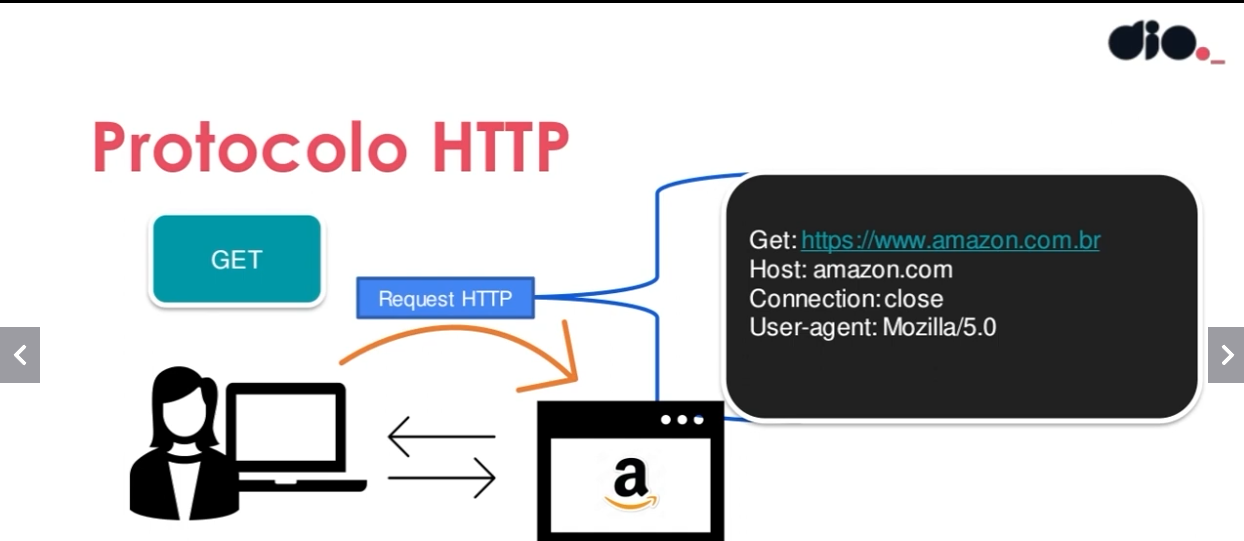 dio._
Protocolo HTTP
GET
Request HTTP
Get: https://www.amazon.com.br
Host: amazon.com
Connection: close
User-agent: Mozilla/5.0
a